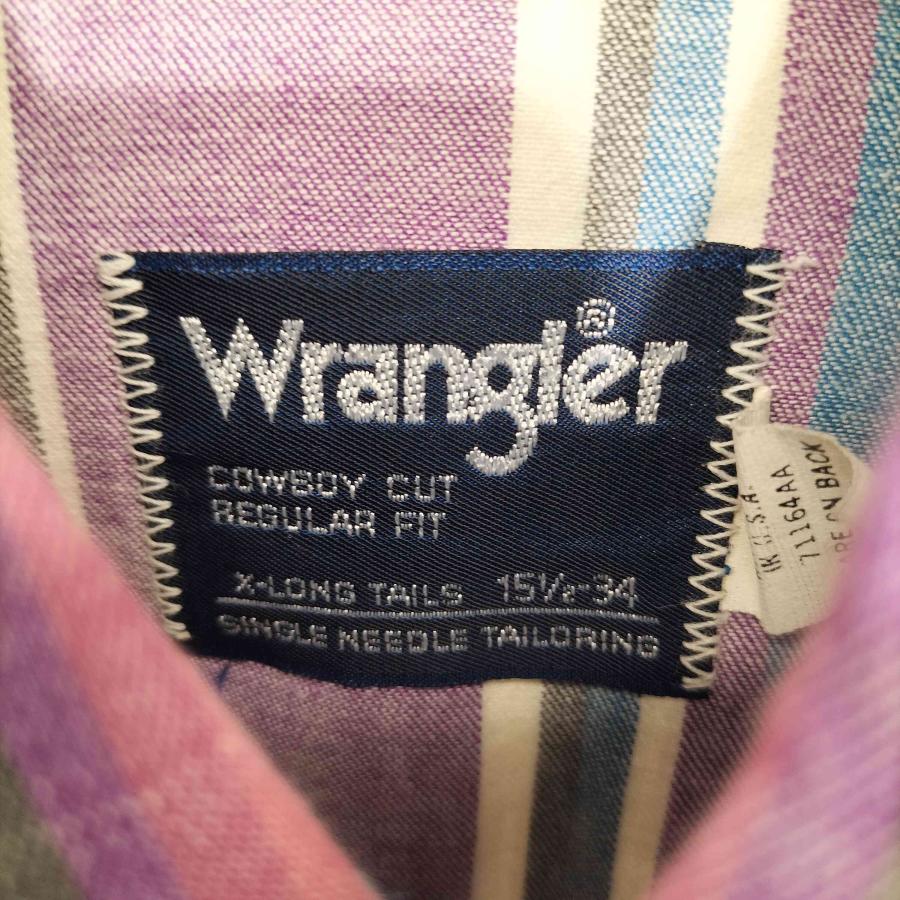 Wrangler®
COWBOY CUT
REGULAR FIT
X-LONG TAILS 15½-34
SINGLE NEEDLE TAILORING
U.S.A.
71164AA
ON BACK